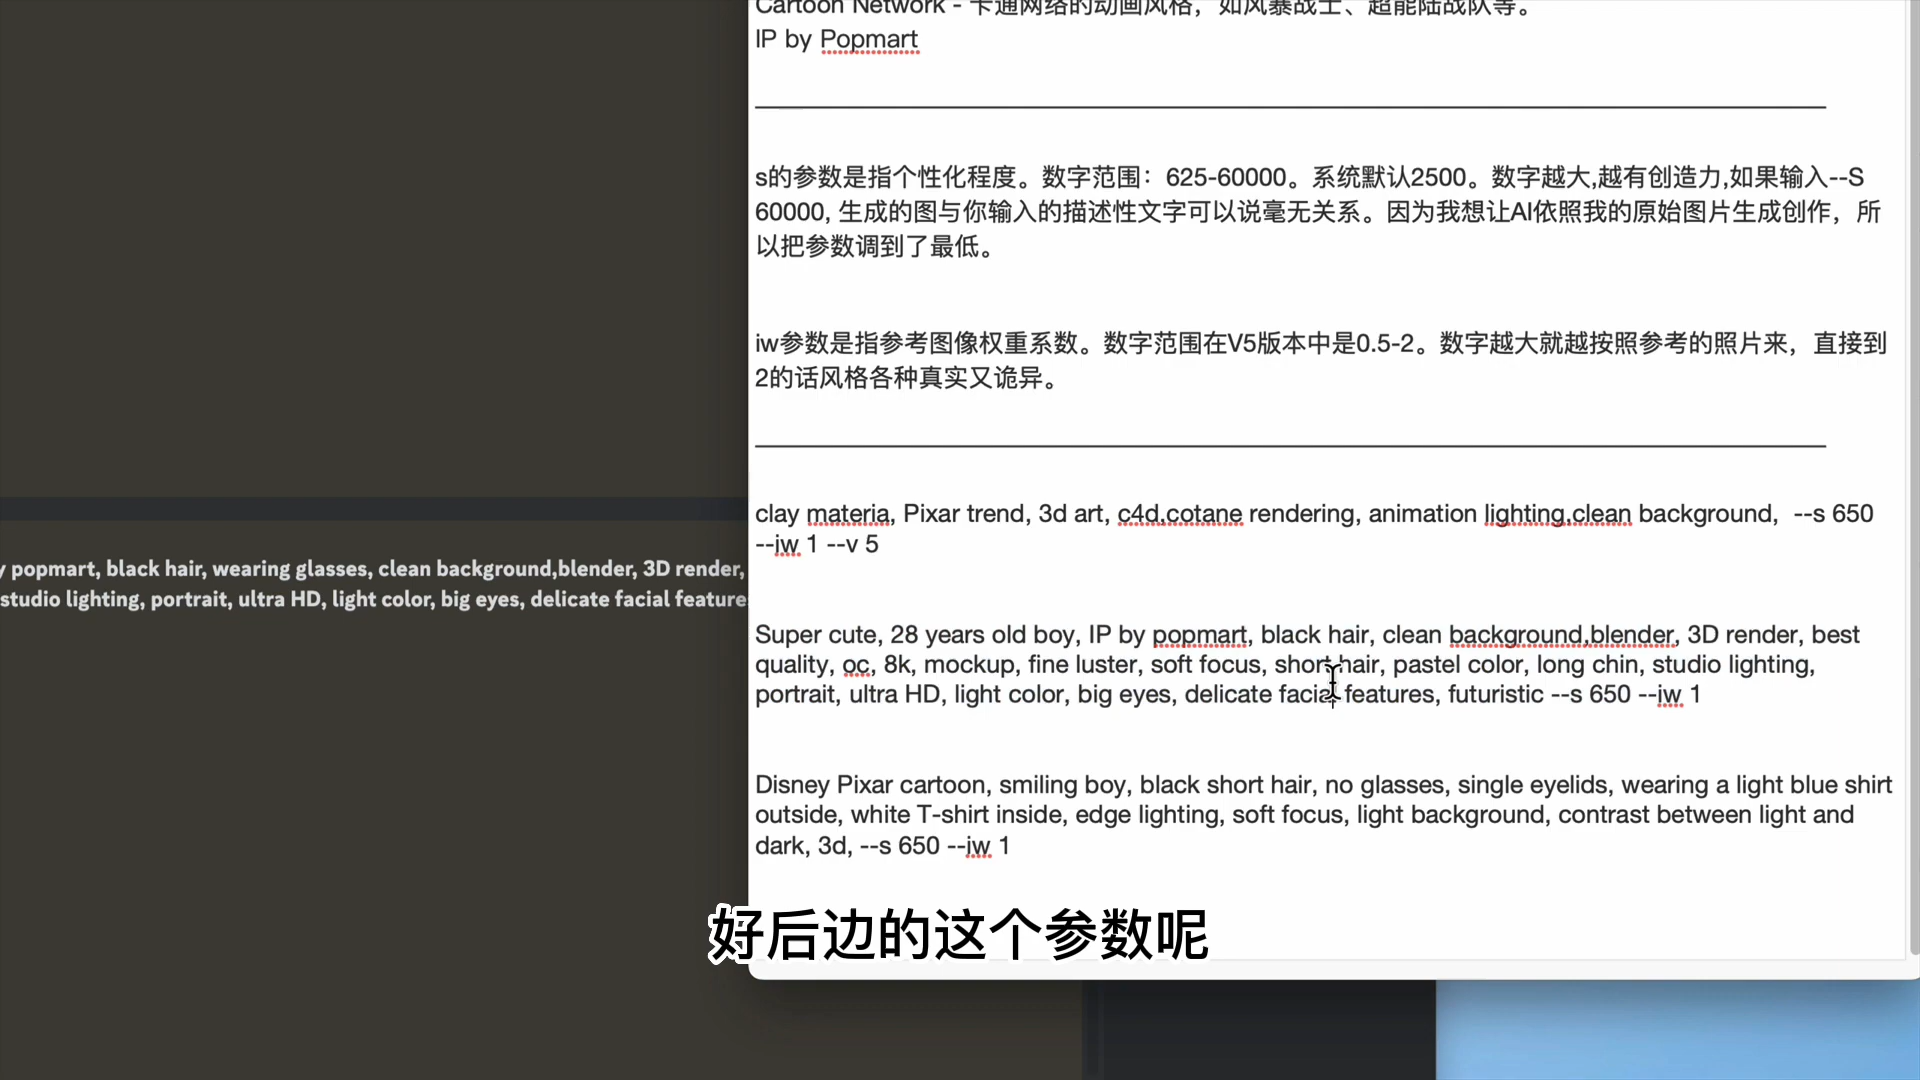 Cartoon Network - 卡通网络的动画风格，如风暴战士、超能陆战队等。
IP by Popmart
s的参数是指个性化程度。数字范围：625-60000。系统默认2500。数字越大,越有创造力,如果输入--S
60000, 生成的图与你输入的描述性文字可以说毫无关系。因为我想让AI依照我的原始图片生成创作，所
以把参数调到了最低。
iw参数是指参考图像权重系数。数字范围在V5版本中是0.5-2。数字越大就越按照参考的照片来，直接到
2的话风格各种真实又诡异。
clay materia, Pixar trend, 3d art, c4d,cotane rendering, animation lighting,clean background,  --s 650
--iw 1 --v 5
y popmart, black hair, wearing glasses, clean background,blender, 3D render,
studio lighting, portrait, ultra HD, light color, big eyes, delicate facial feature
Super cute, 28 years old boy, IP by popmart, black hair, clean background,blender, 3D render, best
quality, oc, 8k, mockup, fine luster, soft focus, short hair, pastel color, long chin, studio lighting,
portrait, ultra HD, light color, big eyes, delicate facial features, futuristic --s 650 --iw 1
Disney Pixar cartoon, smiling boy, black short hair, no glasses, single eyelids, wearing a light blue shirt
outside, white T-shirt inside, edge lighting, soft focus, light background, contrast between light and
dark, 3d, --s 650 --iw 1
好后边的这个参数呢